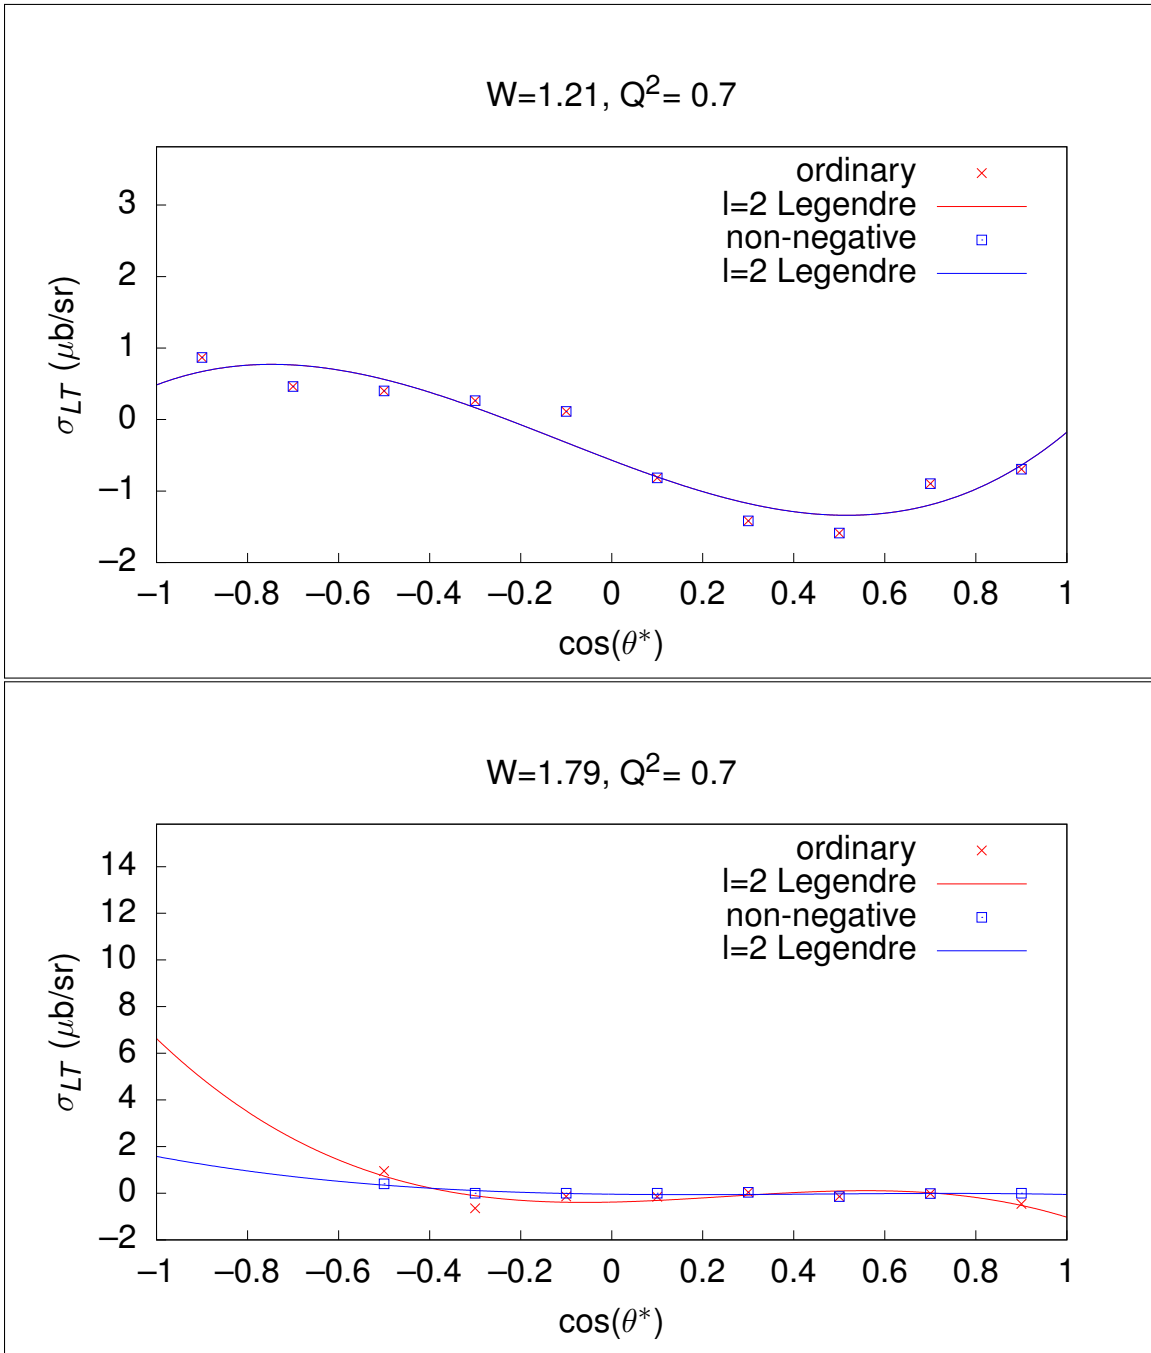 W=1.21, Q²= 0.7
ordinary
l=2 Legendre
non-negative
l=2 Legendre
3
2
1
0
−1
−2
σLT (μb/sr)
−1 −0.8 −0.6 −0.4 −0.2 0 0.2 0.4 0.6 0.8 1
cos(θ*)
W=1.79, Q²= 0.7
ordinary
l=2 Legendre
non-negative
l=2 Legendre
14
12
10
8
6
4
2
0
−2
σLT (μb/sr)
−1 −0.8 −0.6 −0.4 −0.2 0 0.2 0.4 0.6 0.8 1
cos(θ*)